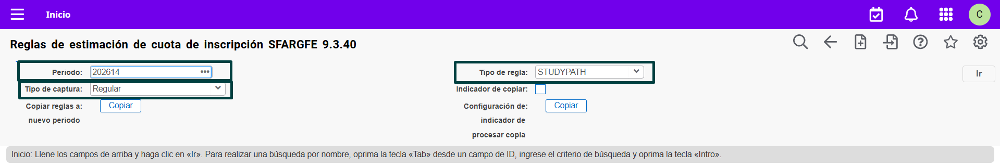 Inicio
C
Reglas de estimación de cuota de inscripción SFARGFE 9.3.40
Periodo: 202614 •••
Tipo de regla: STUDYPATH
Ir
Tipo de captura: Regular
Indicador de copiar:
Copiar reglas a: Copiar
nuevo periodo
Configuración de: Copiar
indicador de
procesar copia
Inicio: Llene los campos de arriba y haga clic en «Ir». Para realizar una búsqueda por nombre, oprima la tecla «Tab» desde un campo de ID, ingrese el criterio de búsqueda y oprima la tecla «Intro».